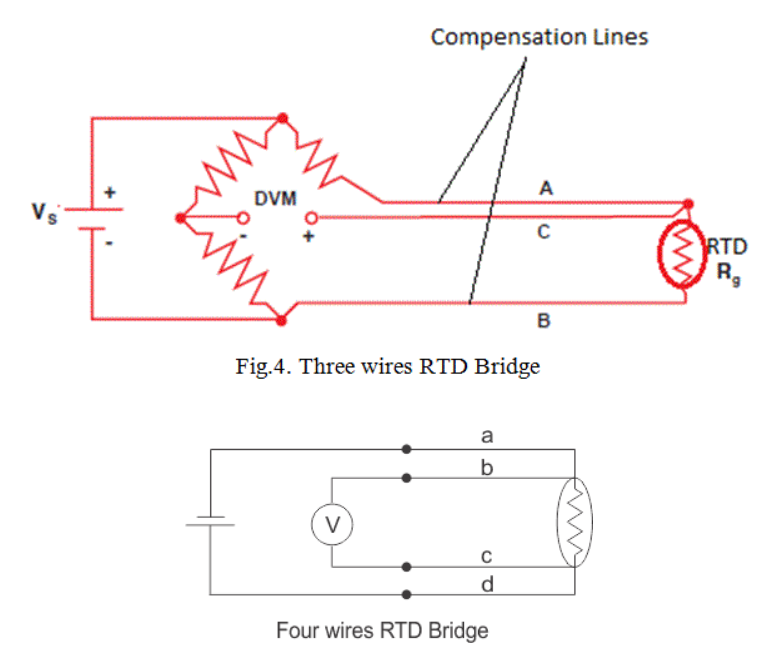 Compensation Lines
A
+
Vs
DVM
-
-
+
C
RTD
Rg
B
Fig.4. Three wires RTD Bridge
a
b
V
c
d
Four wires RTD Bridge